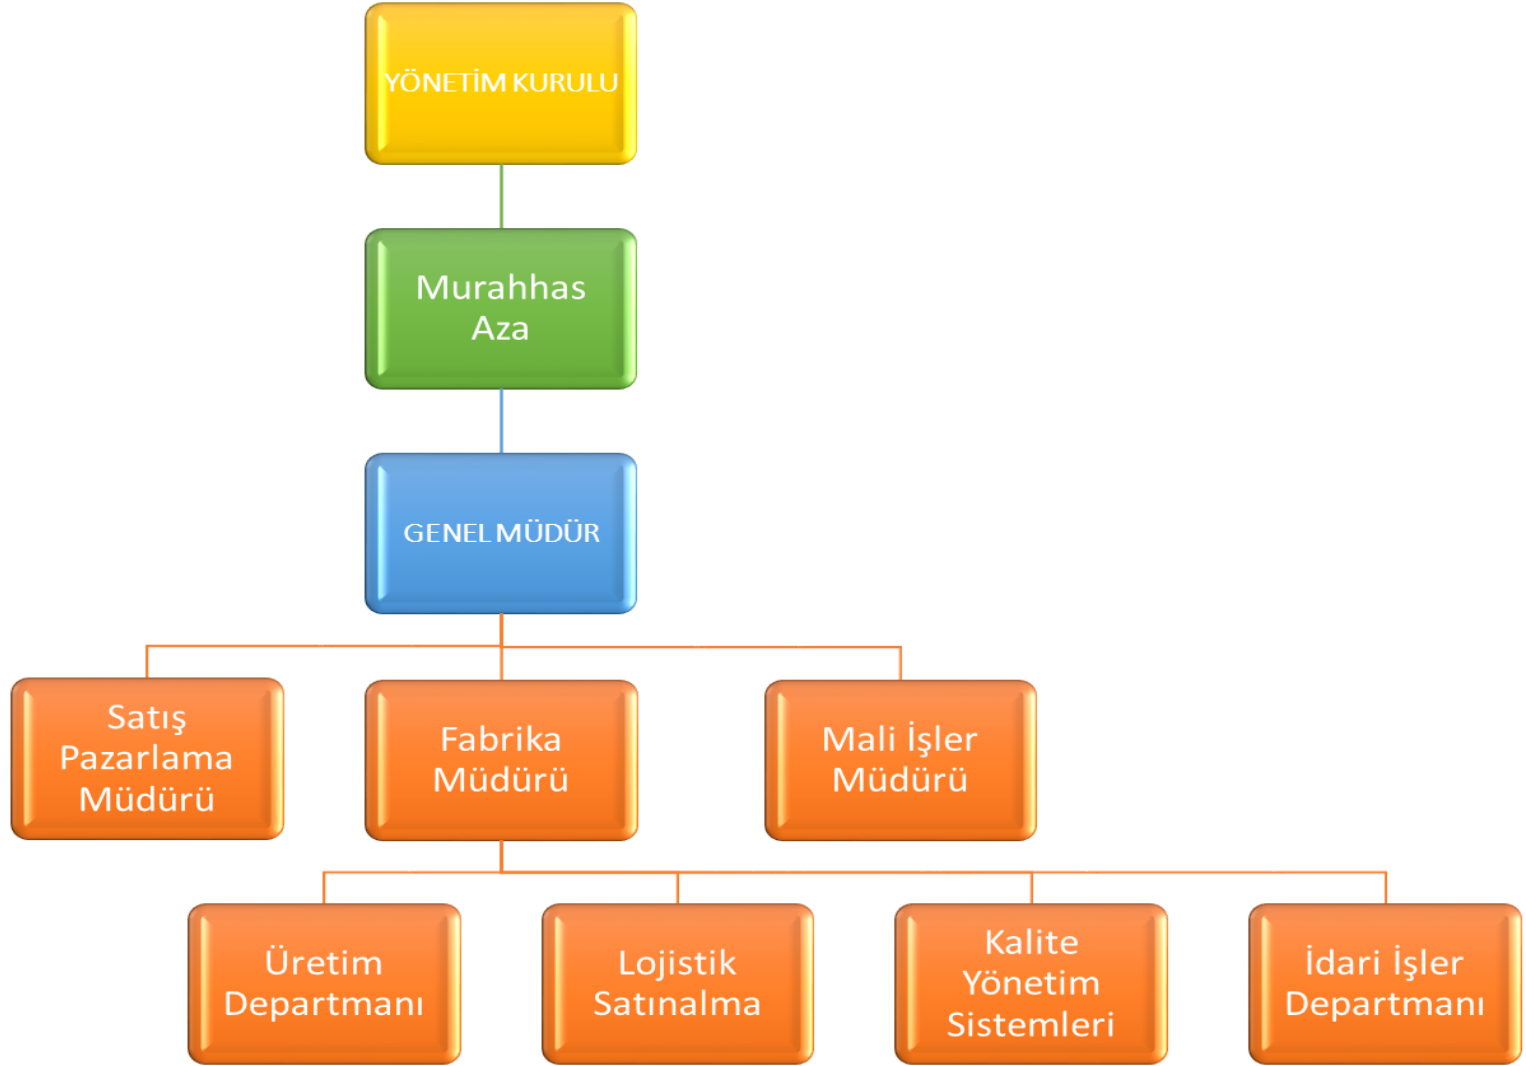 YÖNETİM KURULU
Murahhas
Aza
GENEL MÜDÜR
Satış
Pazarlama
Müdürü
Fabrika
Müdürü
Mali İşler
Müdürü
Üretim
Departmanı
Lojistik
Satınalma
Kalite
Yönetim
Sistemleri
İdari İşler
Departmanı